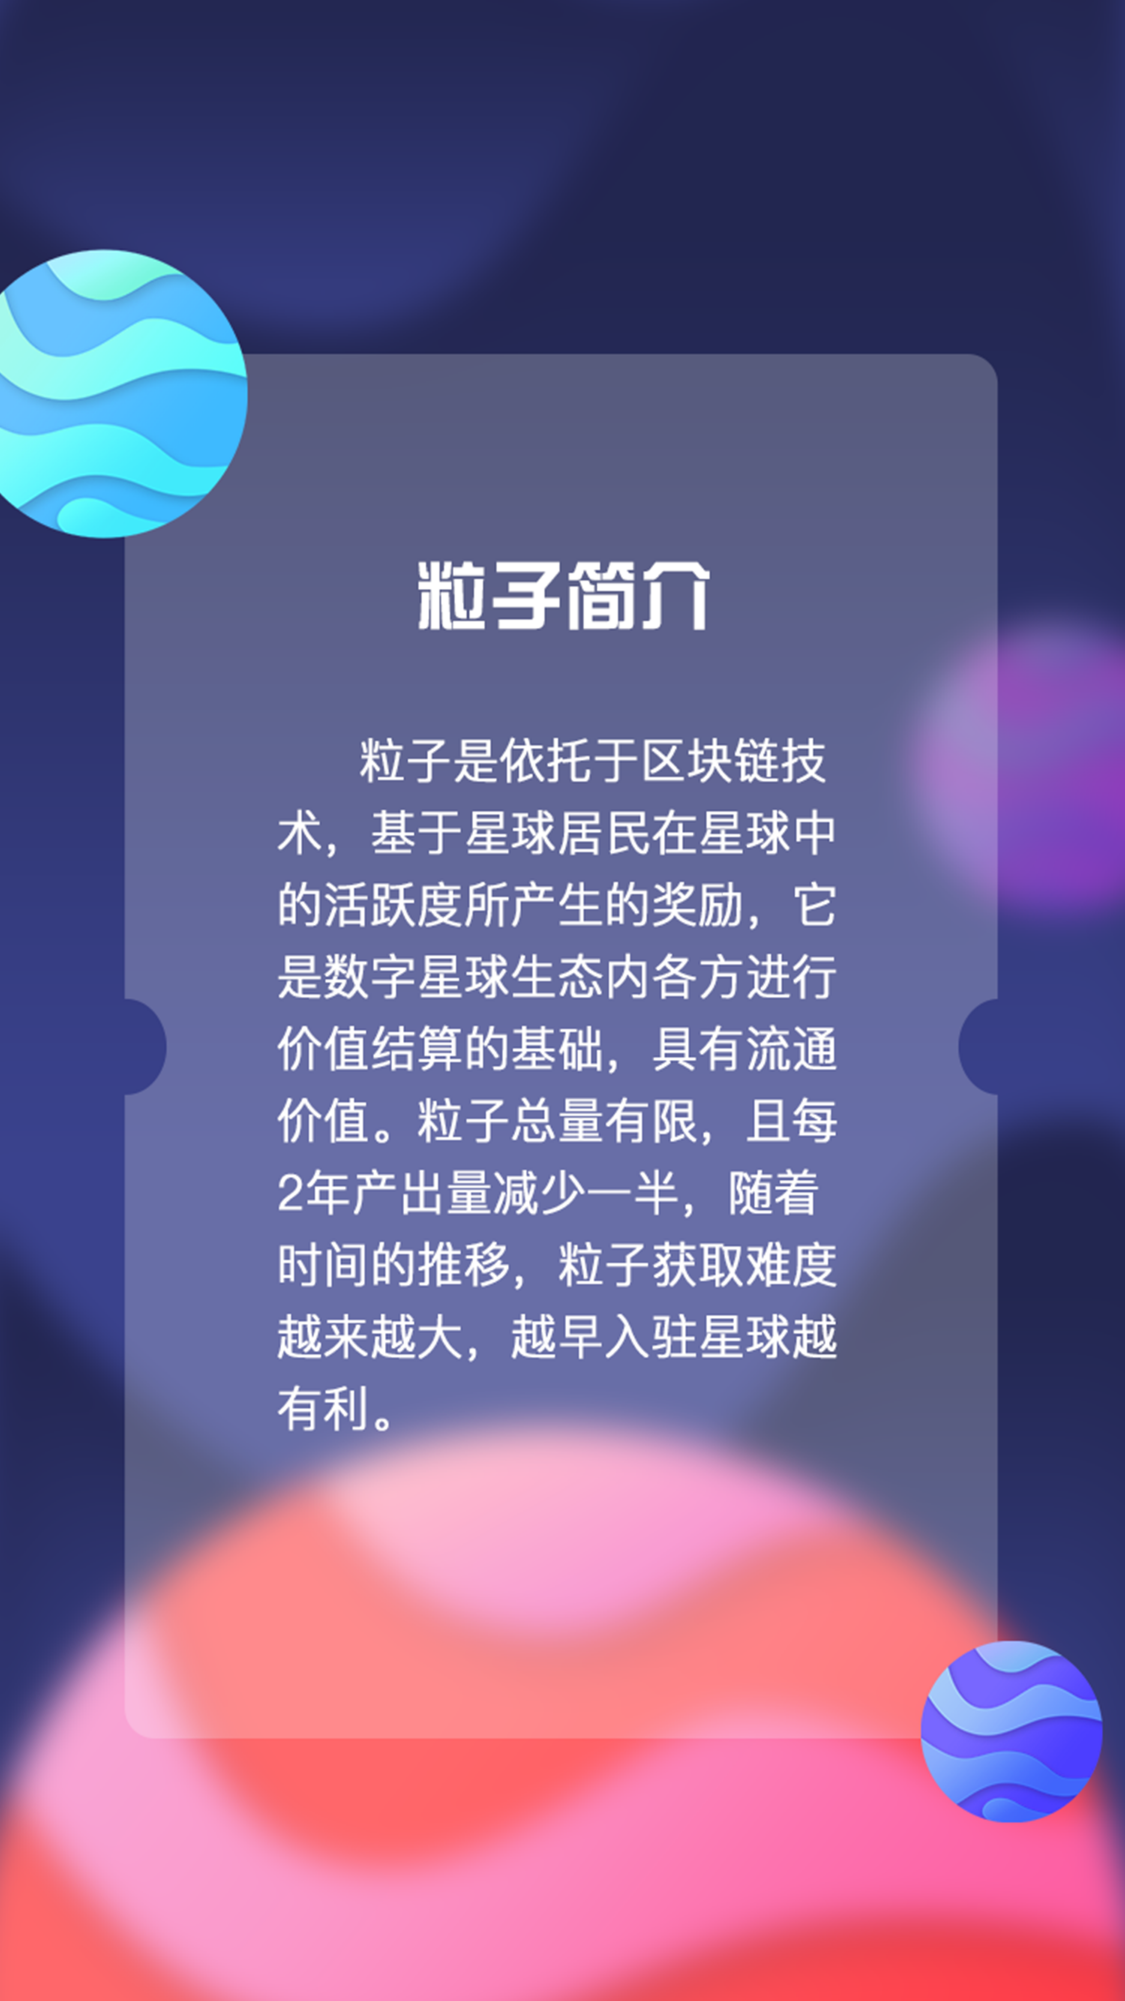 粒子简介
粒子是依托于区块链技
术，基于星球居民在星球中
的活跃度所产生的奖励，它
是数字星球生态内各方进行
价值结算的基础，具有流通
价值。粒子总量有限，且每
2年产出量减少一半，随着
时间的推移，粒子获取难度
越来越大，越早入驻星球越
有利。